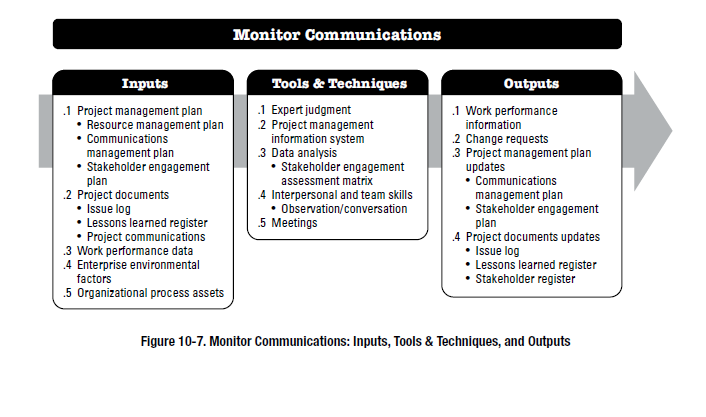 Monitor Communications
Inputs
.1 Project management plan
• Resource management plan
• Communications
management plan
• Stakeholder engagement
plan
.2 Project documents
• Issue log
• Lessons learned register
• Project communications
.3 Work performance data
.4 Enterprise environmental
factors
.5 Organizational process assets
Tools & Techniques
.1 Expert judgment
.2 Project management
information system
.3 Data analysis
• Stakeholder engagement
assessment matrix
.4 Interpersonal and team skills
• Observation/conversation
.5 Meetings
Outputs
.1 Work performance
information
.2 Change requests
.3 Project management plan
updates
• Communications
management plan
• Stakeholder engagement
plan
.4 Project documents updates
• Issue log
• Lessons learned register
• Stakeholder register
Figure 10-7. Monitor Communications: Inputs, Tools & Techniques, and Outputs